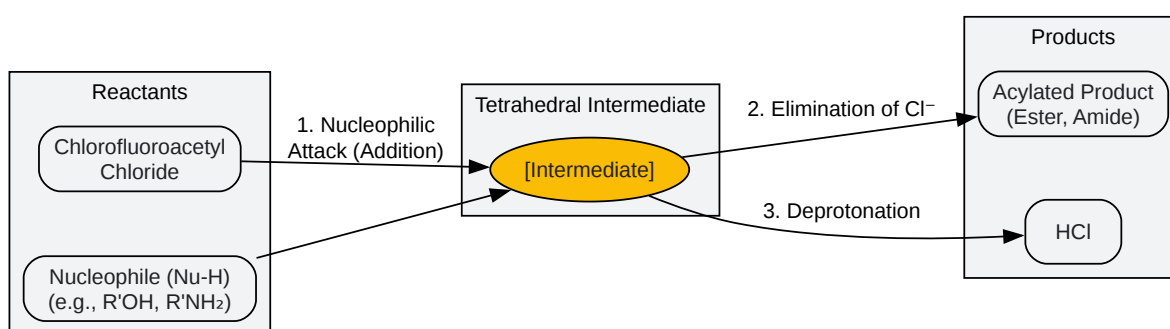 Reactants
Chlorofluoroacetyl
Chloride
Nucleophile (Nu-H)
(e.g., R'OH, R'NH₂)
1. Nucleophilic
Attack (Addition)
Tetrahedral Intermediate
[Intermediate]
2. Elimination of Cl⁻
3. Deprotonation
Products
Acylated Product
(Ester, Amide)
HCl